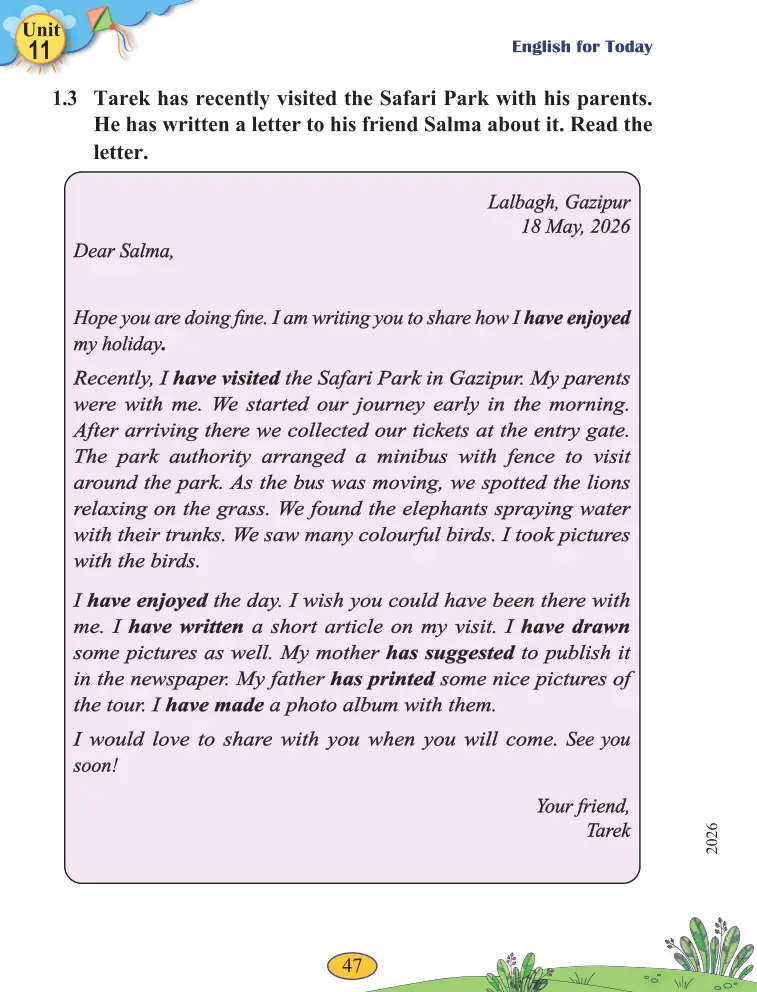 Unit
11
English for Today
1.3 Tarek has recently visited the Safari Park with his parents.
He has written a letter to his friend Salma about it. Read the
letter.
Lalbagh, Gazipur
18 May, 2026
Dear Salma,
Hope you are doing fine. I am writing you to share how I have enjoyed
my holiday.
Recently, I have visited the Safari Park in Gazipur. My parents
were with me. We started our journey early in the morning.
After arriving there we collected our tickets at the entry gate.
The park authority arranged a minibus with fence to visit
around the park. As the bus was moving, we spotted the lions
relaxing on the grass. We found the elephants spraying water
with their trunks. We saw many colourful birds. I took pictures
with the birds.
I have enjoyed the day. I wish you could have been there with
me. I have written a short article on my visit. I have drawn
some pictures as well. My mother has suggested to publish it
in the newspaper. My father has printed some nice pictures of
the tour. I have made a photo album with them.
I would love to share with you when you will come. See you
soon!
Your friend,
Tarek
2026
47